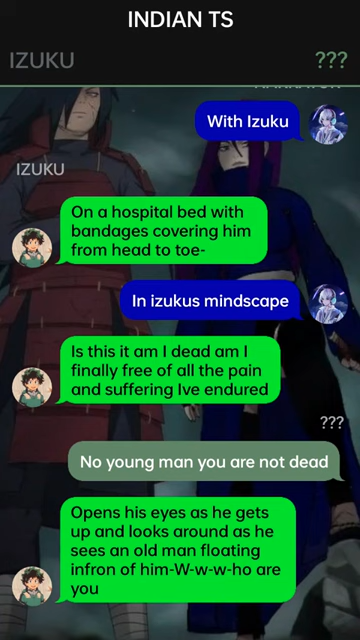 INDIAN TS
IZUKU
???
With Izuku
IZUKU
On a hospital bed with
bandages covering him
from head to toe-
In izukus mindscape
Is this it am I dead am I
finally free of all the pain
and suffering Ive endured
???
No young man you are not dead
Opens his eyes as he gets
up and looks around as he
sees an old man floating
infron of him-W-w-w-ho are
you